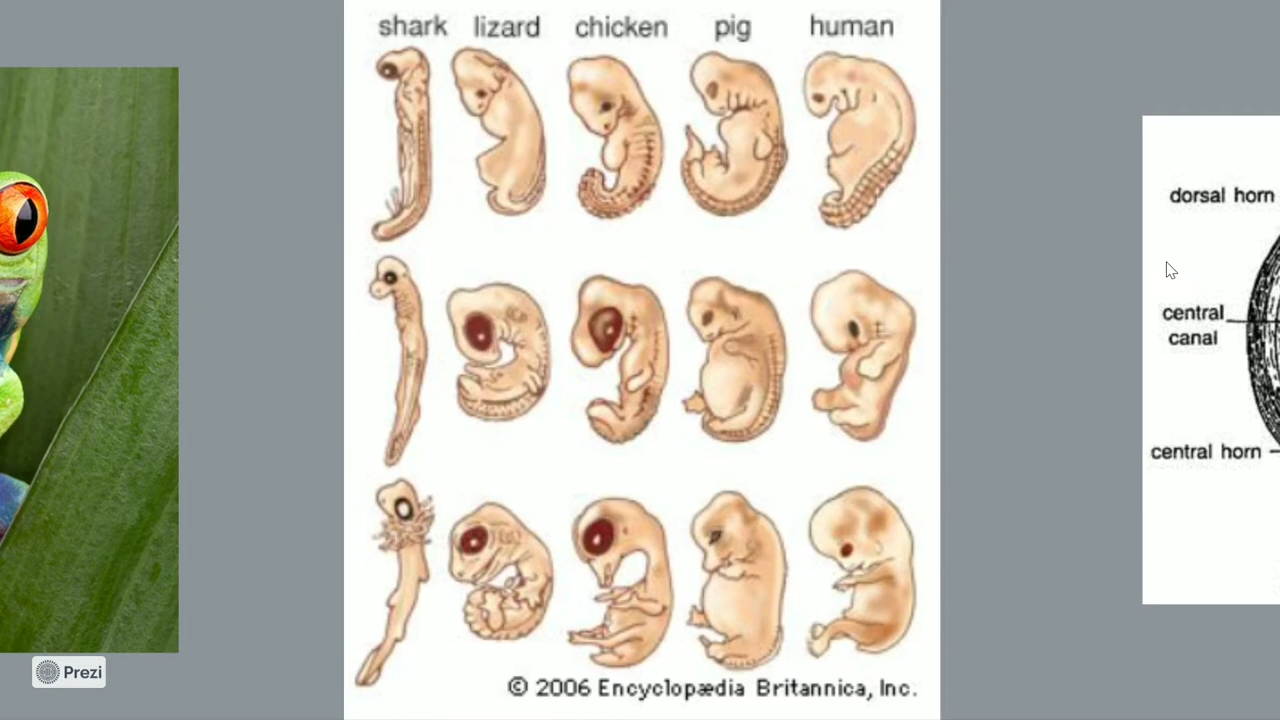 shark lizard chicken pig human
dorsal horn
central
canal
central horn
Prezi
© 2006 Encyclopædia Britannica, Inc.